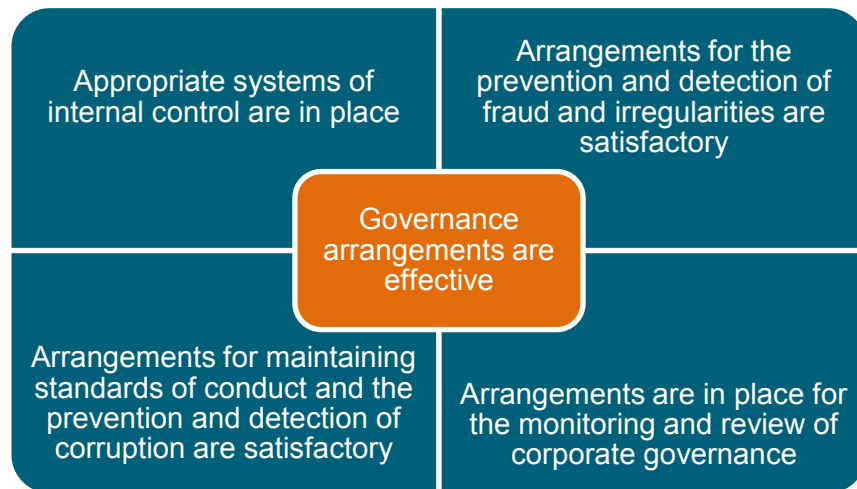 Appropriate systems of
internal control are in place
Arrangements for the
prevention and detection of
fraud and irregularities are
satisfactory
Governance
arrangements are
effective
Arrangements for maintaining
standards of conduct and the
prevention and detection of
corruption are satisfactory
Arrangements are in place for
the monitoring and review of
corporate governance